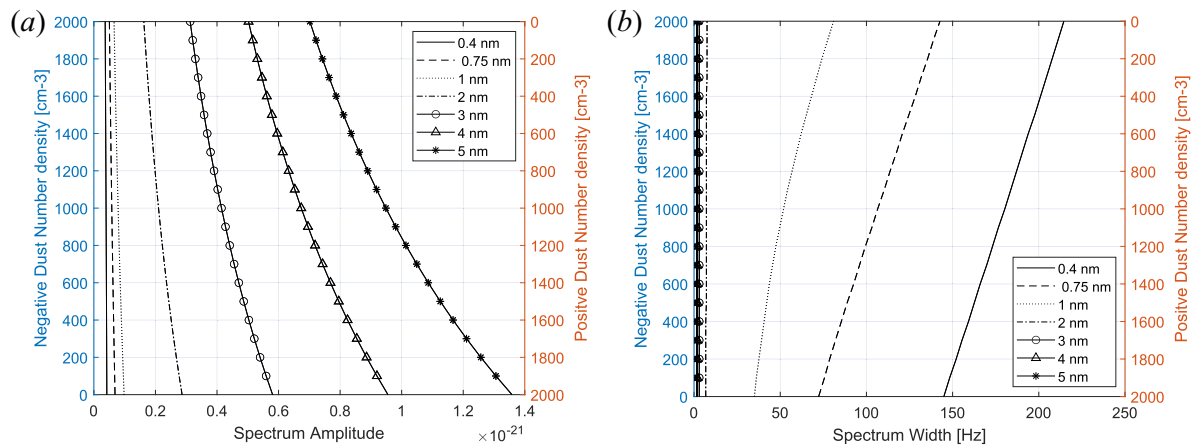 (a)
Negative Dust Number density [cm-3]
2000
1800
1600
1400
1200
1000
800
600
400
200
0
0
0.2
0.4
0.6
0.8
1
1.2
1.4
Spectrum Amplitude
×10-21
0
200
400
600
800
1000
1200
1400
1600
1800
2000
Positve Dust Number density [cm-3]
0.4 nm
0.75 nm
1 nm
2 nm
3 nm
4 nm
5 nm
(b)
Negative Dust Number density [cm-3]
2000
1800
1600
1400
1200
1000
800
600
400
200
0
0
50
100
150
200
250
Spectrum Width [Hz]
0
200
400
600
800
1000
1200
1400
1600
1800
2000
Positve Dust Number density [cm-3]
0.4 nm
0.75 nm
1 nm
2 nm
3 nm
4 nm
5 nm